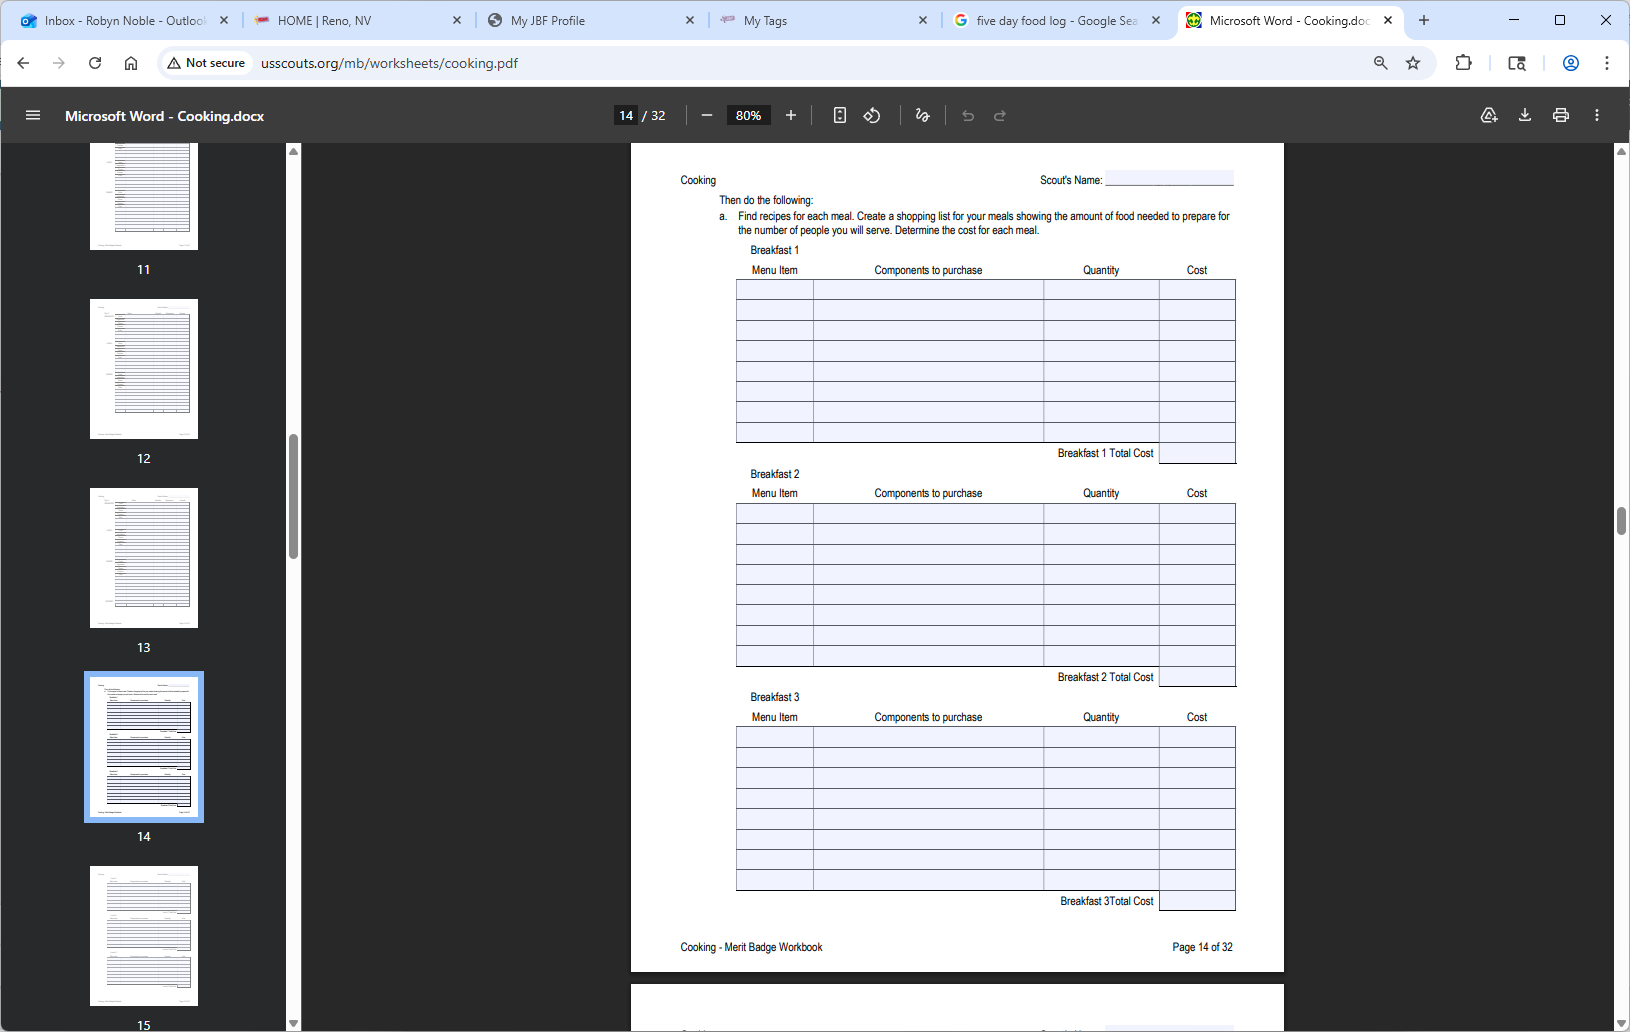 Inbox - Robyn Noble - Outlook
HOME | Reno, NV
My JBF Profile
My Tags
five day food log - Google Sea
Microsoft Word - Cooking.doc
Not secure
usscouts.org/mb/worksheets/cooking.pdf
Microsoft Word - Cooking.docx
14 / 32
80%
11
12
13
14
15
Cooking
Scout's Name:
Then do the following:
a. Find recipes for each meal. Create a shopping list for your meals showing the amount of food needed to prepare for
the number of people you will serve. Determine the cost for each meal.
Breakfast 1
Menu Item Components to purchase Quantity Cost
Breakfast 1 Total Cost
Breakfast 2
Menu Item Components to purchase Quantity Cost
Breakfast 2 Total Cost
Breakfast 3
Menu Item Components to purchase Quantity Cost
Breakfast 3Total Cost
Cooking - Merit Badge Workbook
Page 14 of 32